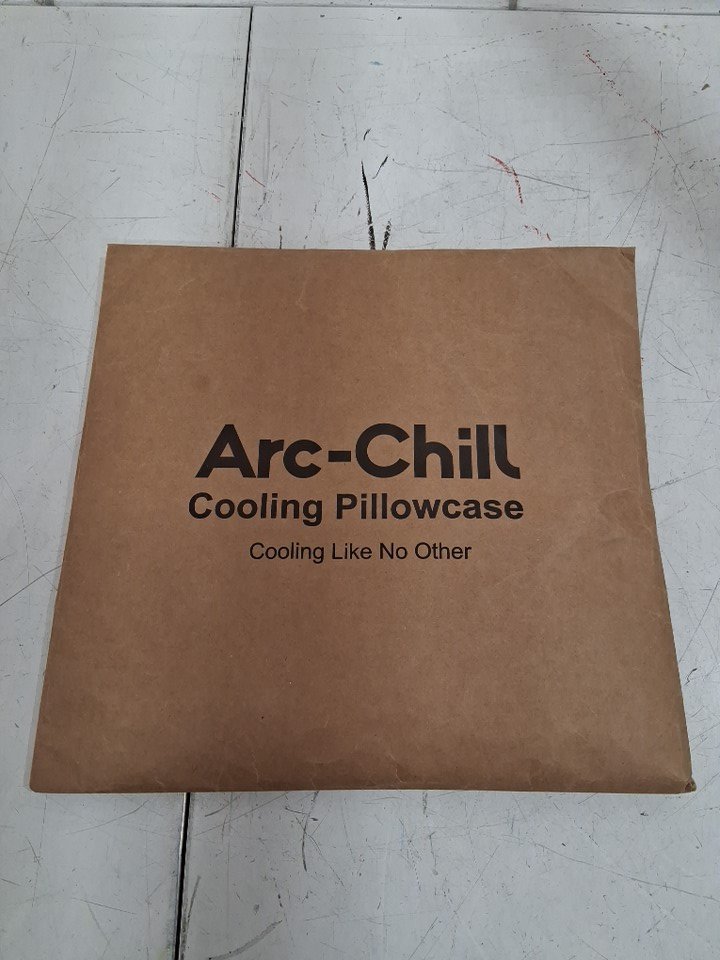 Arc-Chill
Cooling Pillowcase
Cooling Like No Other